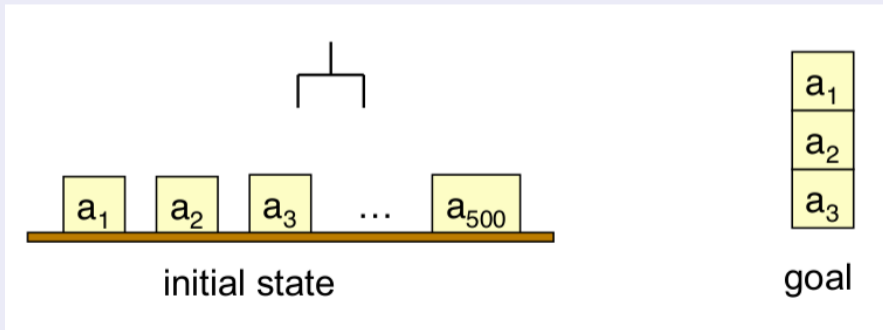 a₁ a₂ a₃ ... a₅₀₀
initial state
a₁
a₂
a₃
goal